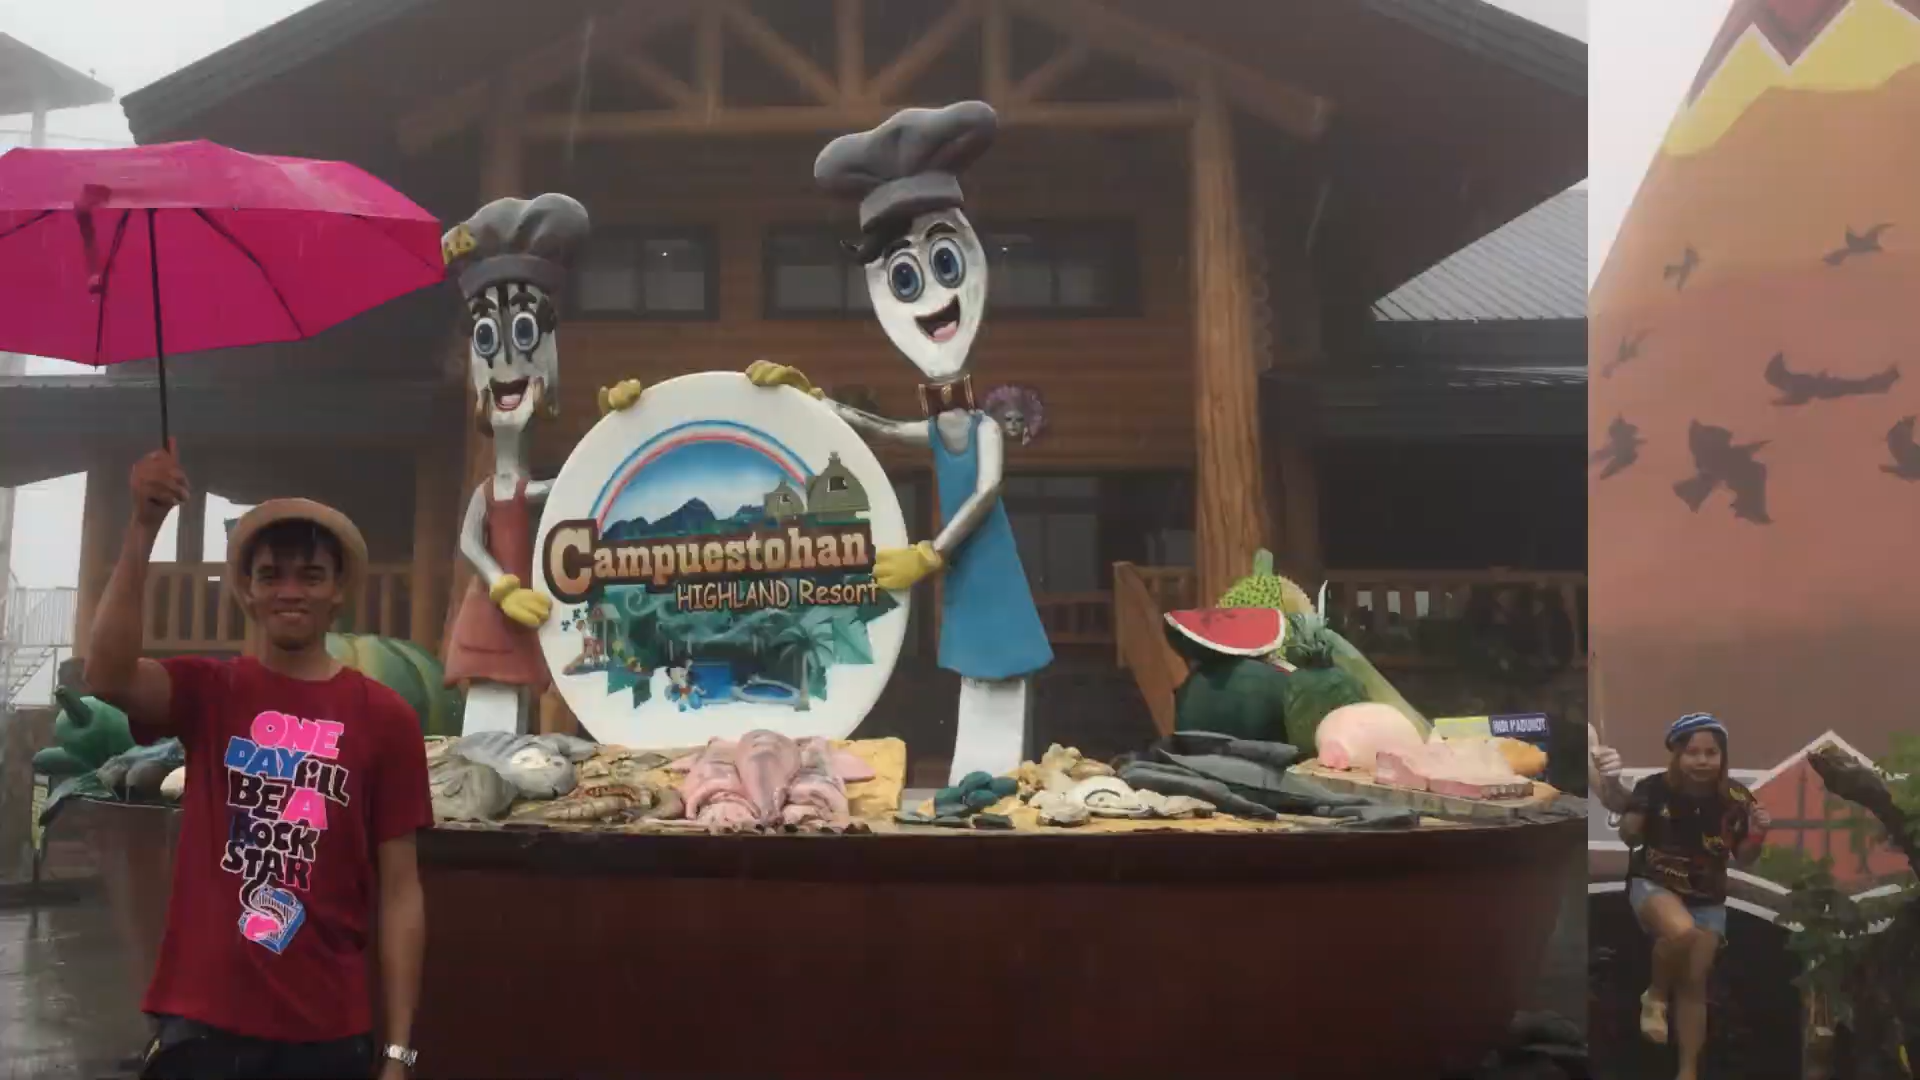 Campuestohan
HIGHLAND Resort
ONE
DAY I'll
BE A
ROCK
STAR